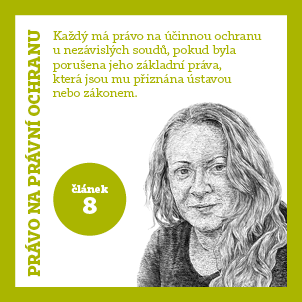 PRÁVO NA PRÁVNÍ OCHRANU
Každý má právo na účinnou ochranu
u nezávislých soudů, pokud byla
porušena jeho základní práva,
která jsou mu přiznána ústavou
nebo zákonem.
článek
8